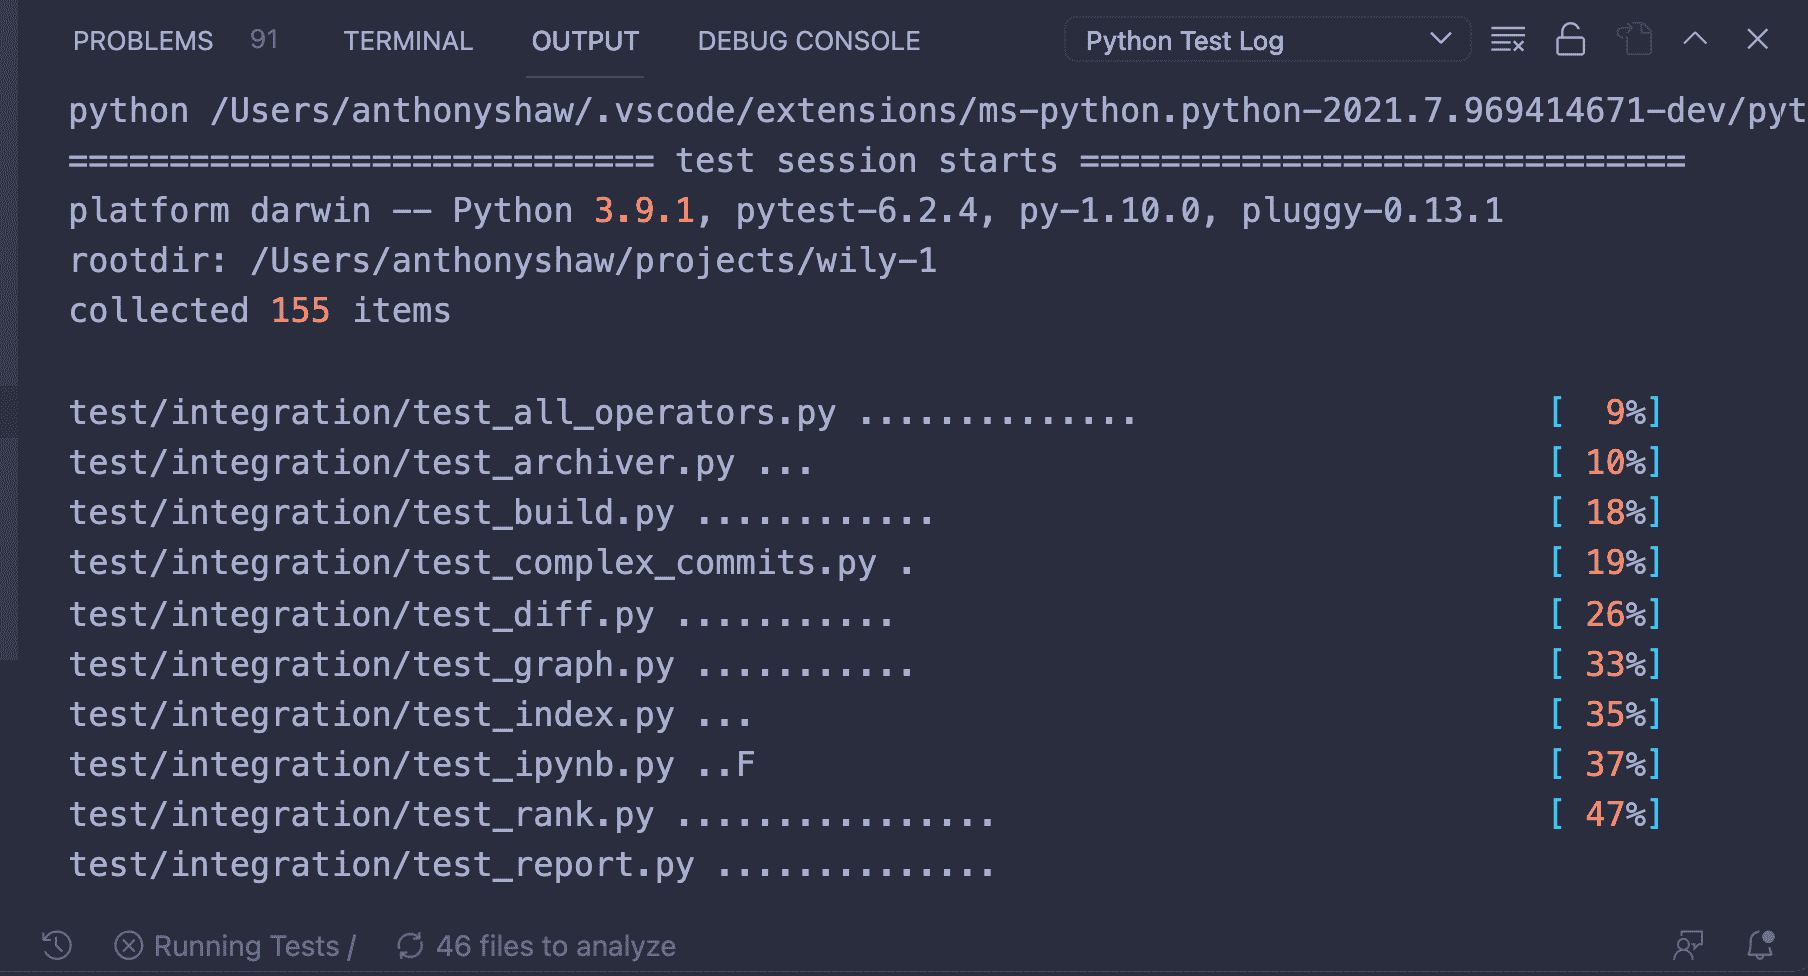 PROBLEMS 91 TERMINAL OUTPUT DEBUG CONSOLE Python Test Log
python /Users/anthonyshaw/.vscode/extensions/ms-python.python-2021.7.969414671-dev/pyt
============================= test session starts ==============================
platform darwin -- Python 3.9.1, pytest-6.2.4, py-1.10.0, pluggy-0.13.1
rootdir: /Users/anthonyshaw/projects/wily-1
collected 155 items
test/integration/test_all_operators.py .............. [  9%]
test/integration/test_archiver.py ... [ 10%]
test/integration/test_build.py ............ [ 18%]
test/integration/test_complex_commits.py . [ 19%]
test/integration/test_diff.py ........... [ 26%]
test/integration/test_graph.py ........... [ 33%]
test/integration/test_index.py ... [ 35%]
test/integration/test_ipynb.py ..F [ 37%]
test/integration/test_rank.py ................ [ 47%]
test/integration/test_report.py ..............
Running Tests / 46 files to analyze